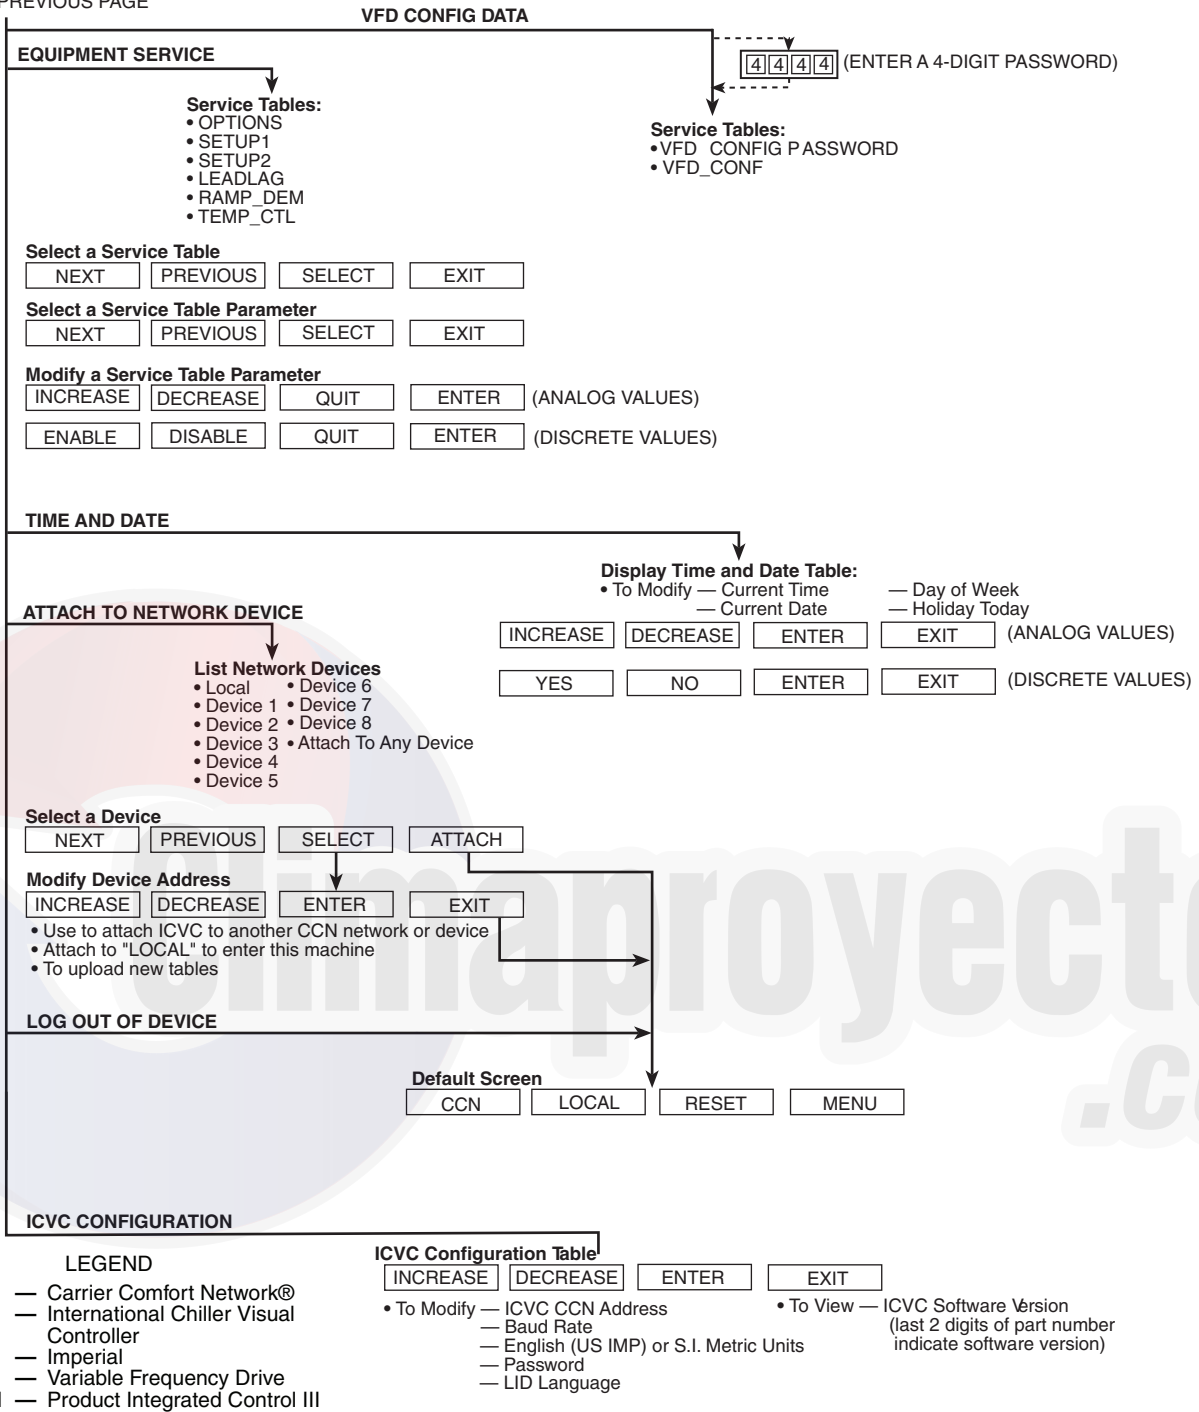 PREVIOUS PAGE
VFD CONFIG DATA
EQUIPMENT SERVICE
4 4 4 4 (ENTER A 4-DIGIT PASSWORD)
Service Tables:
• OPTIONS
• SETUP1
• SETUP2
• LEADLAG
• RAMP_DEM
• TEMP_CTL
Service Tables:
• VFD CONFIG PASSWORD
• VFD_CONF
Select a Service Table
NEXT PREVIOUS SELECT EXIT
Select a Service Table Parameter
NEXT PREVIOUS SELECT EXIT
Modify a Service Table Parameter
INCREASE DECREASE QUIT ENTER (ANALOG VALUES)
ENABLE DISABLE QUIT ENTER (DISCRETE VALUES)
TIME AND DATE
Display Time and Date Table:
• To Modify — Current Time — Day of Week
— Current Date — Holiday Today
INCREASE DECREASE ENTER EXIT (ANALOG VALUES)
YES NO ENTER EXIT (DISCRETE VALUES)
ATTACH TO NETWORK DEVICE
List Network Devices
• Local • Device 6
• Device 1 • Device 7
• Device 2 • Device 8
• Device 3 • Attach To Any Device
• Device 4
• Device 5
Select a Device
NEXT PREVIOUS SELECT ATTACH
Modify Device Address
INCREASE DECREASE ENTER EXIT
• Use to attach ICVC to another CCN network or device
• Attach to "LOCAL" to enter this machine
• To upload new tables
LOG OUT OF DEVICE
Default Screen
CCN LOCAL RESET MENU
ICVC CONFIGURATION
ICVC Configuration Table
INCREASE DECREASE ENTER EXIT
• To Modify — ICVC CCN Address
— Baud Rate
— English (US IMP) or S.I. Metric Units
— Password
— LID Language
• To View — ICVC Software Version
(last 2 digits of part number
indicate software version)
LEGEND
— Carrier Comfort Network®
— International Chiller Visual
Controller
— Imperial
— Variable Frequency Drive
— Product Integrated Control III
Climaproyecto
.c